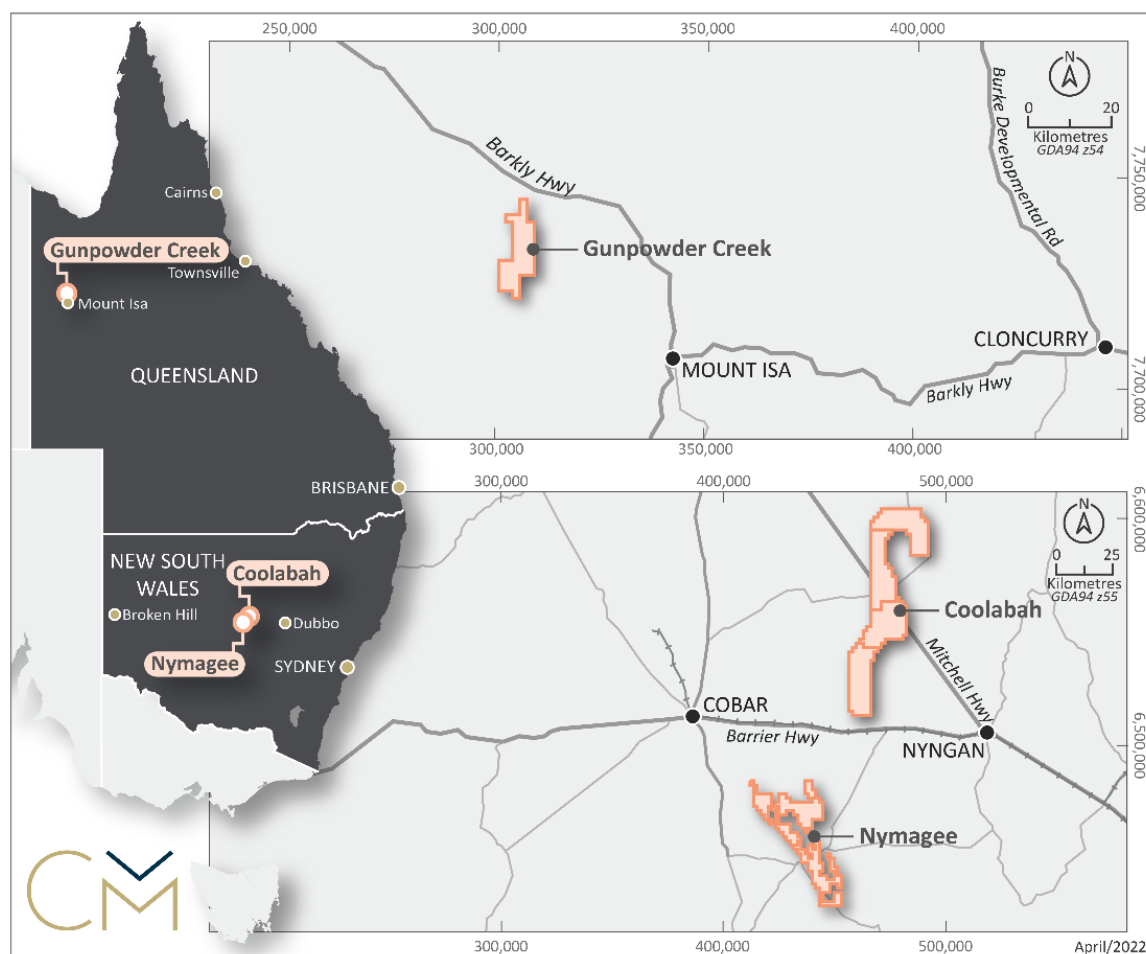 250,000
300,000
350,000
400,000
N
0
20
Kilometres
GDA94 z54
Barkly Hwy
Burke Developmental Rd
7,750,000
Cairns
Gunpowder Creek
Townsville
Gunpowder Creek
Mount Isa
CLONCURRY
MOUNT ISA
QUEENSLAND
Barkly Hwy
7,700,000
300,000
350,000
400,000
300,000
400,000
500,000
BRISBANE
6,600,000
N
0
25
Kilometres
GDA94 z55
NEW SOUTH
WALES
Coolabah
Broken Hill
Dubbo
Coolabah
Nymagee
SYDNEY
Mitchell Hwy
COBAR
Barrier Hwy
NYNGAN
6,500,000
Nymagee
CM
300,000
400,000
500,000
April/2022